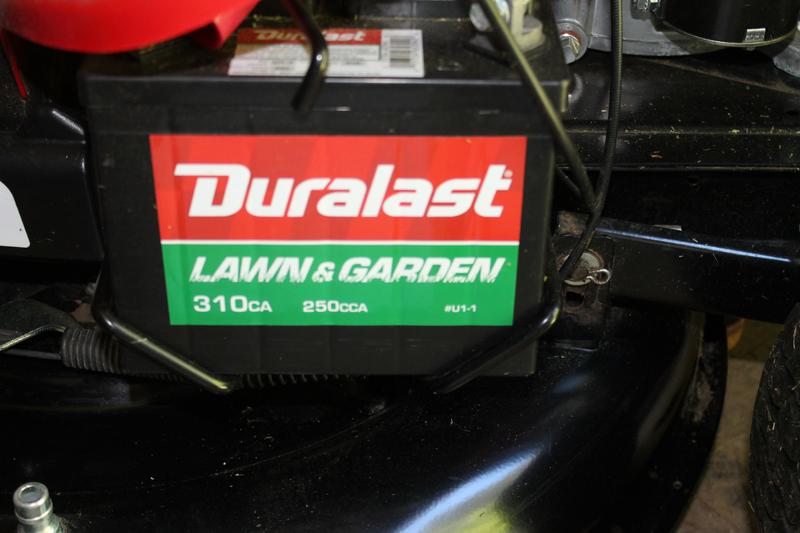 Duralast
Duralast
LAWN & GARDEN
310CA 250CCA #U1-1